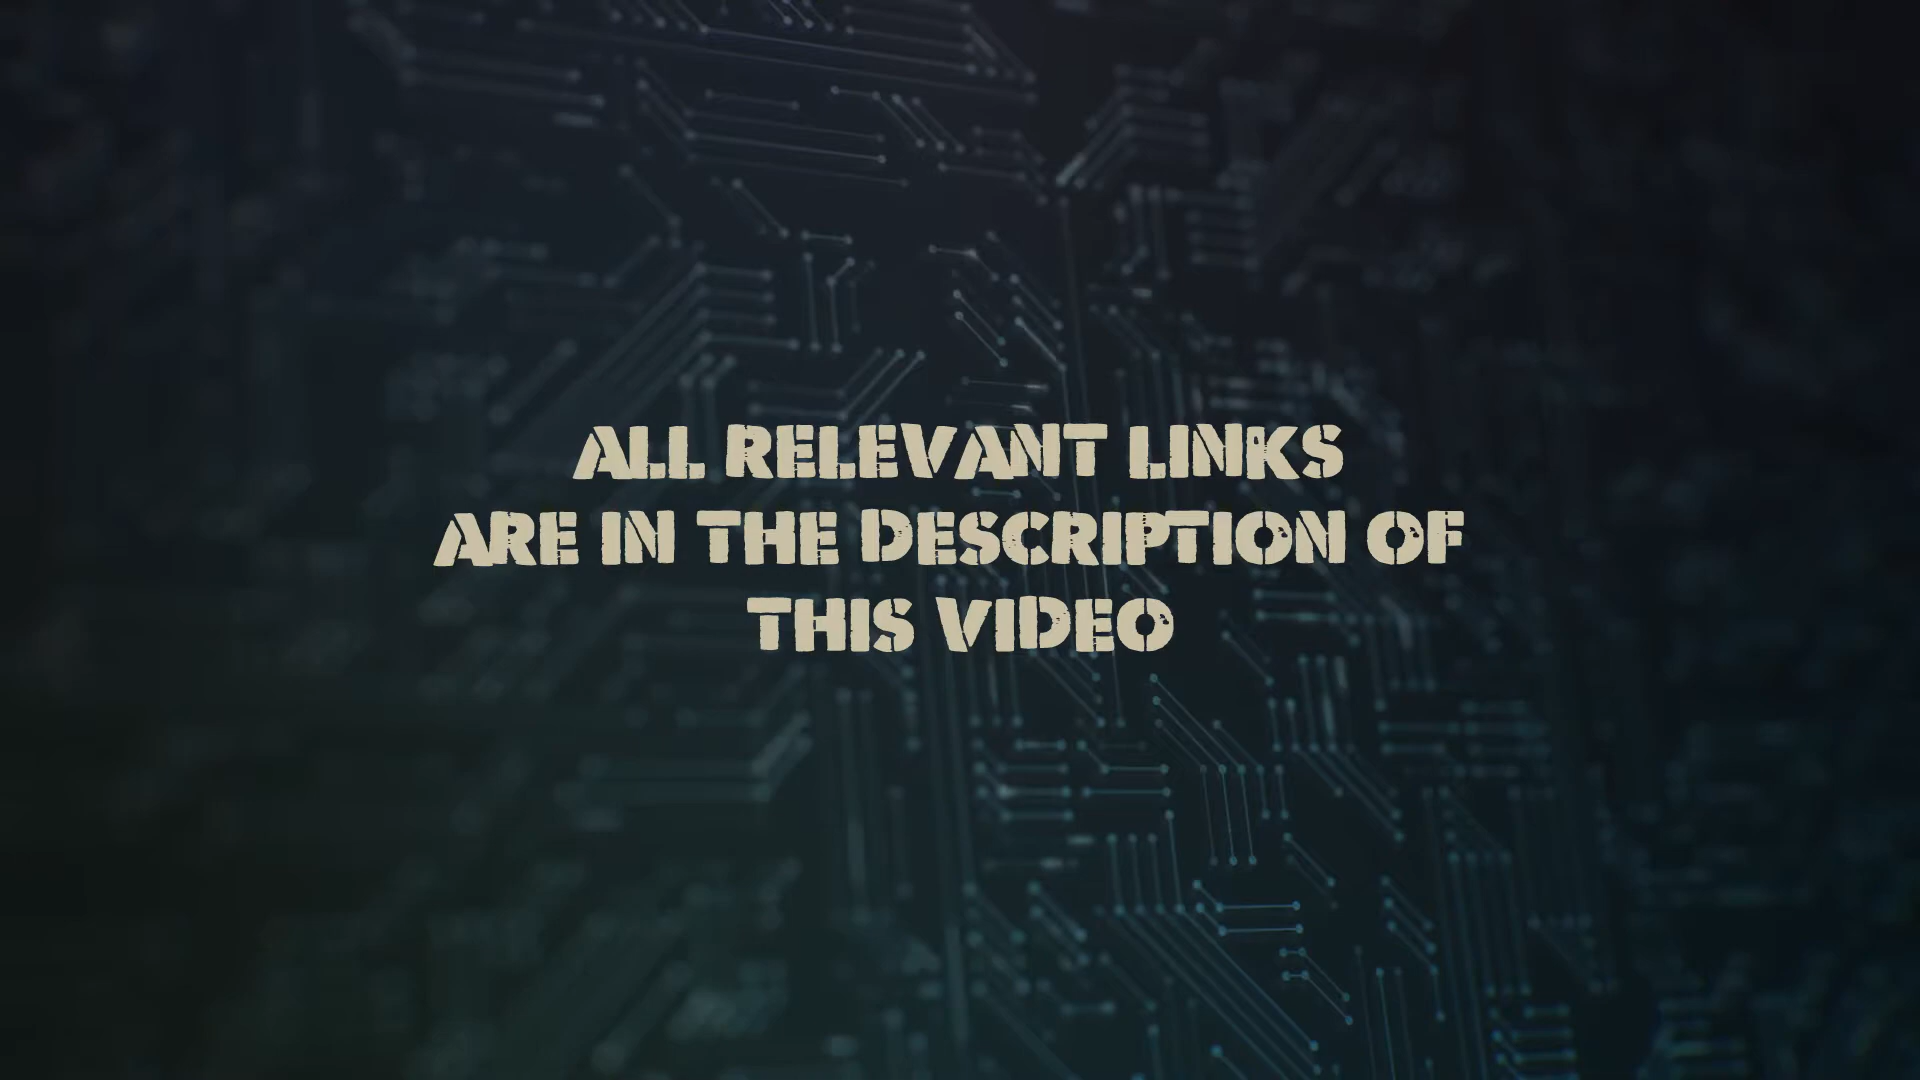 ALL RELEVANT LINKS
ARE IN THE DESCRIPTION OF
THIS VIDEO